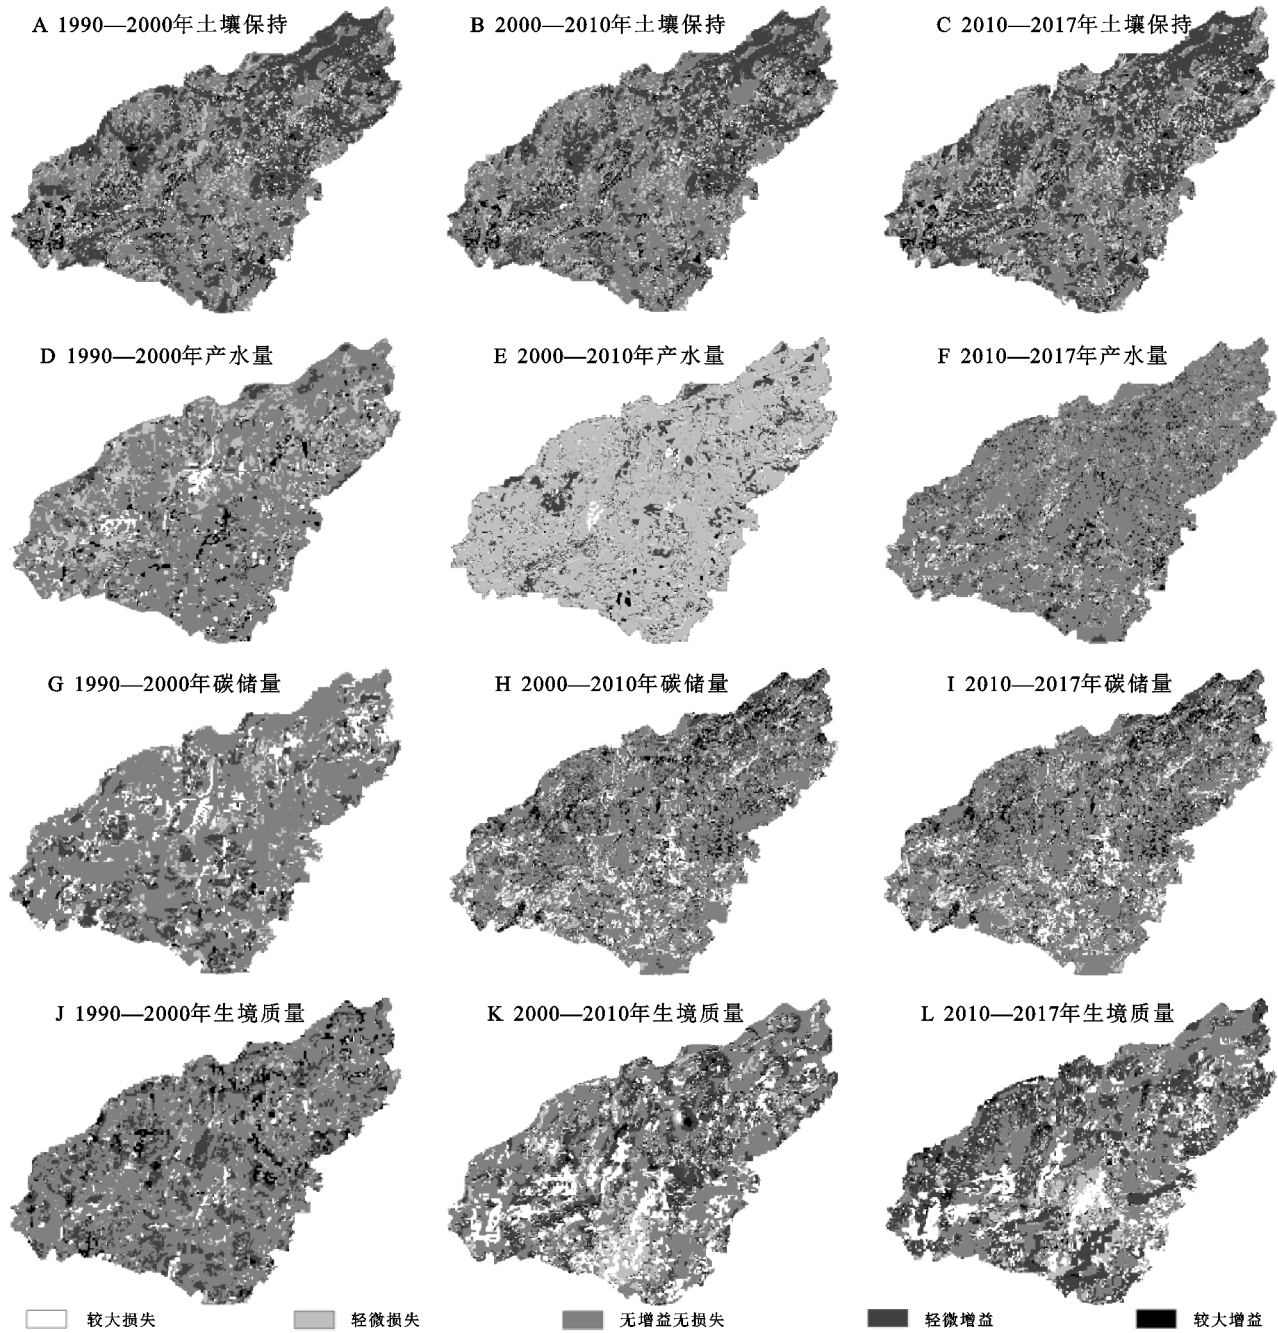 A 1990—2000年土壤保持
B 2000—2010年土壤保持
C 2010—2017年土壤保持
D 1990—2000年产水量
E 2000—2010年产水量
F 2010—2017年产水量
G 1990—2000年碳储量
H 2000—2010年碳储量
I 2010—2017年碳储量
J 1990—2000年生境质量
K 2000—2010年生境质量
L 2010—2017年生境质量
较大损失
轻微损失
无增益无损失
轻微增益
较大增益